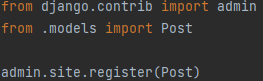 from django.contrib import admin
from .models import Post
admin.site.register(Post)